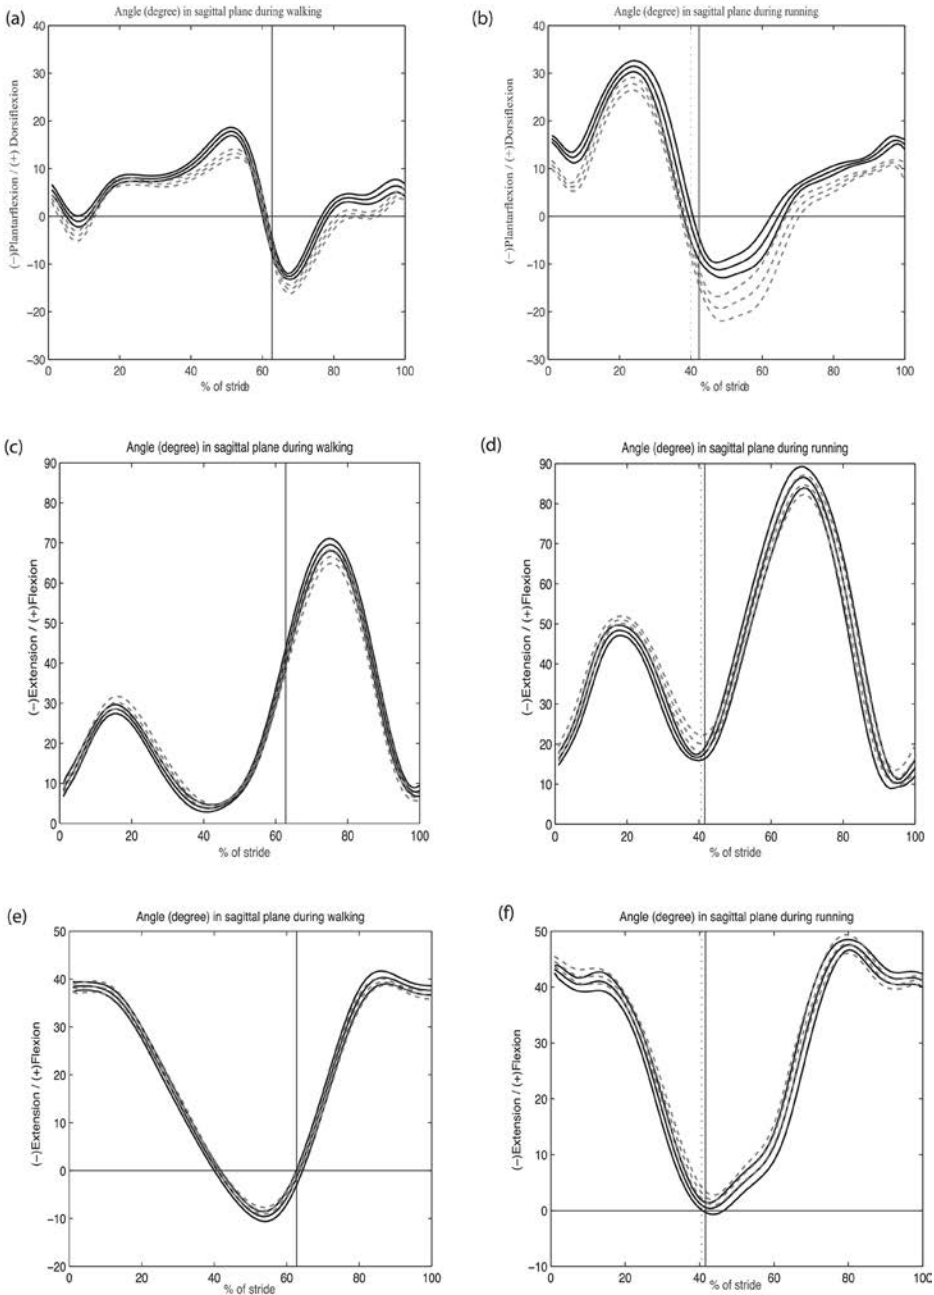 (a)
Angle (degree) in sagittal plane during walking
(−)Plantarflexion / (+) Dorsiflexion
40
30
20
10
0
−10
−20
−30
0 20 40 60 80 100
% of stride
(b)
Angle (degree) in sagittal plane during running
(−)Plantarflexion / (+)Dorsiflexion
40
30
20
10
0
−10
−20
−30
0 20 40 60 80 100
% of stride
(c)
Angle (degree) in sagittal plane during walking
(−)Extension / (+)Flexion
90
80
70
60
50
40
30
20
10
0
0 20 40 60 80 100
% of stride
(d)
Angle (degree) in sagittal plane during running
(−)Extension / (+)Flexion
90
80
70
60
50
40
30
20
10
0
0 20 40 60 80 100
% of stride
(e)
Angle (degree) in sagittal plane during walking
(−)Extension / (+)Flexion
50
40
30
20
10
0
−10
−20
0 20 40 60 80 100
% of stride
(f)
Angle (degree) in sagittal plane during running
(−)Extension / (+)Flexion
50
40
30
20
10
0
−10
0 20 40 60 80 100
% of stride